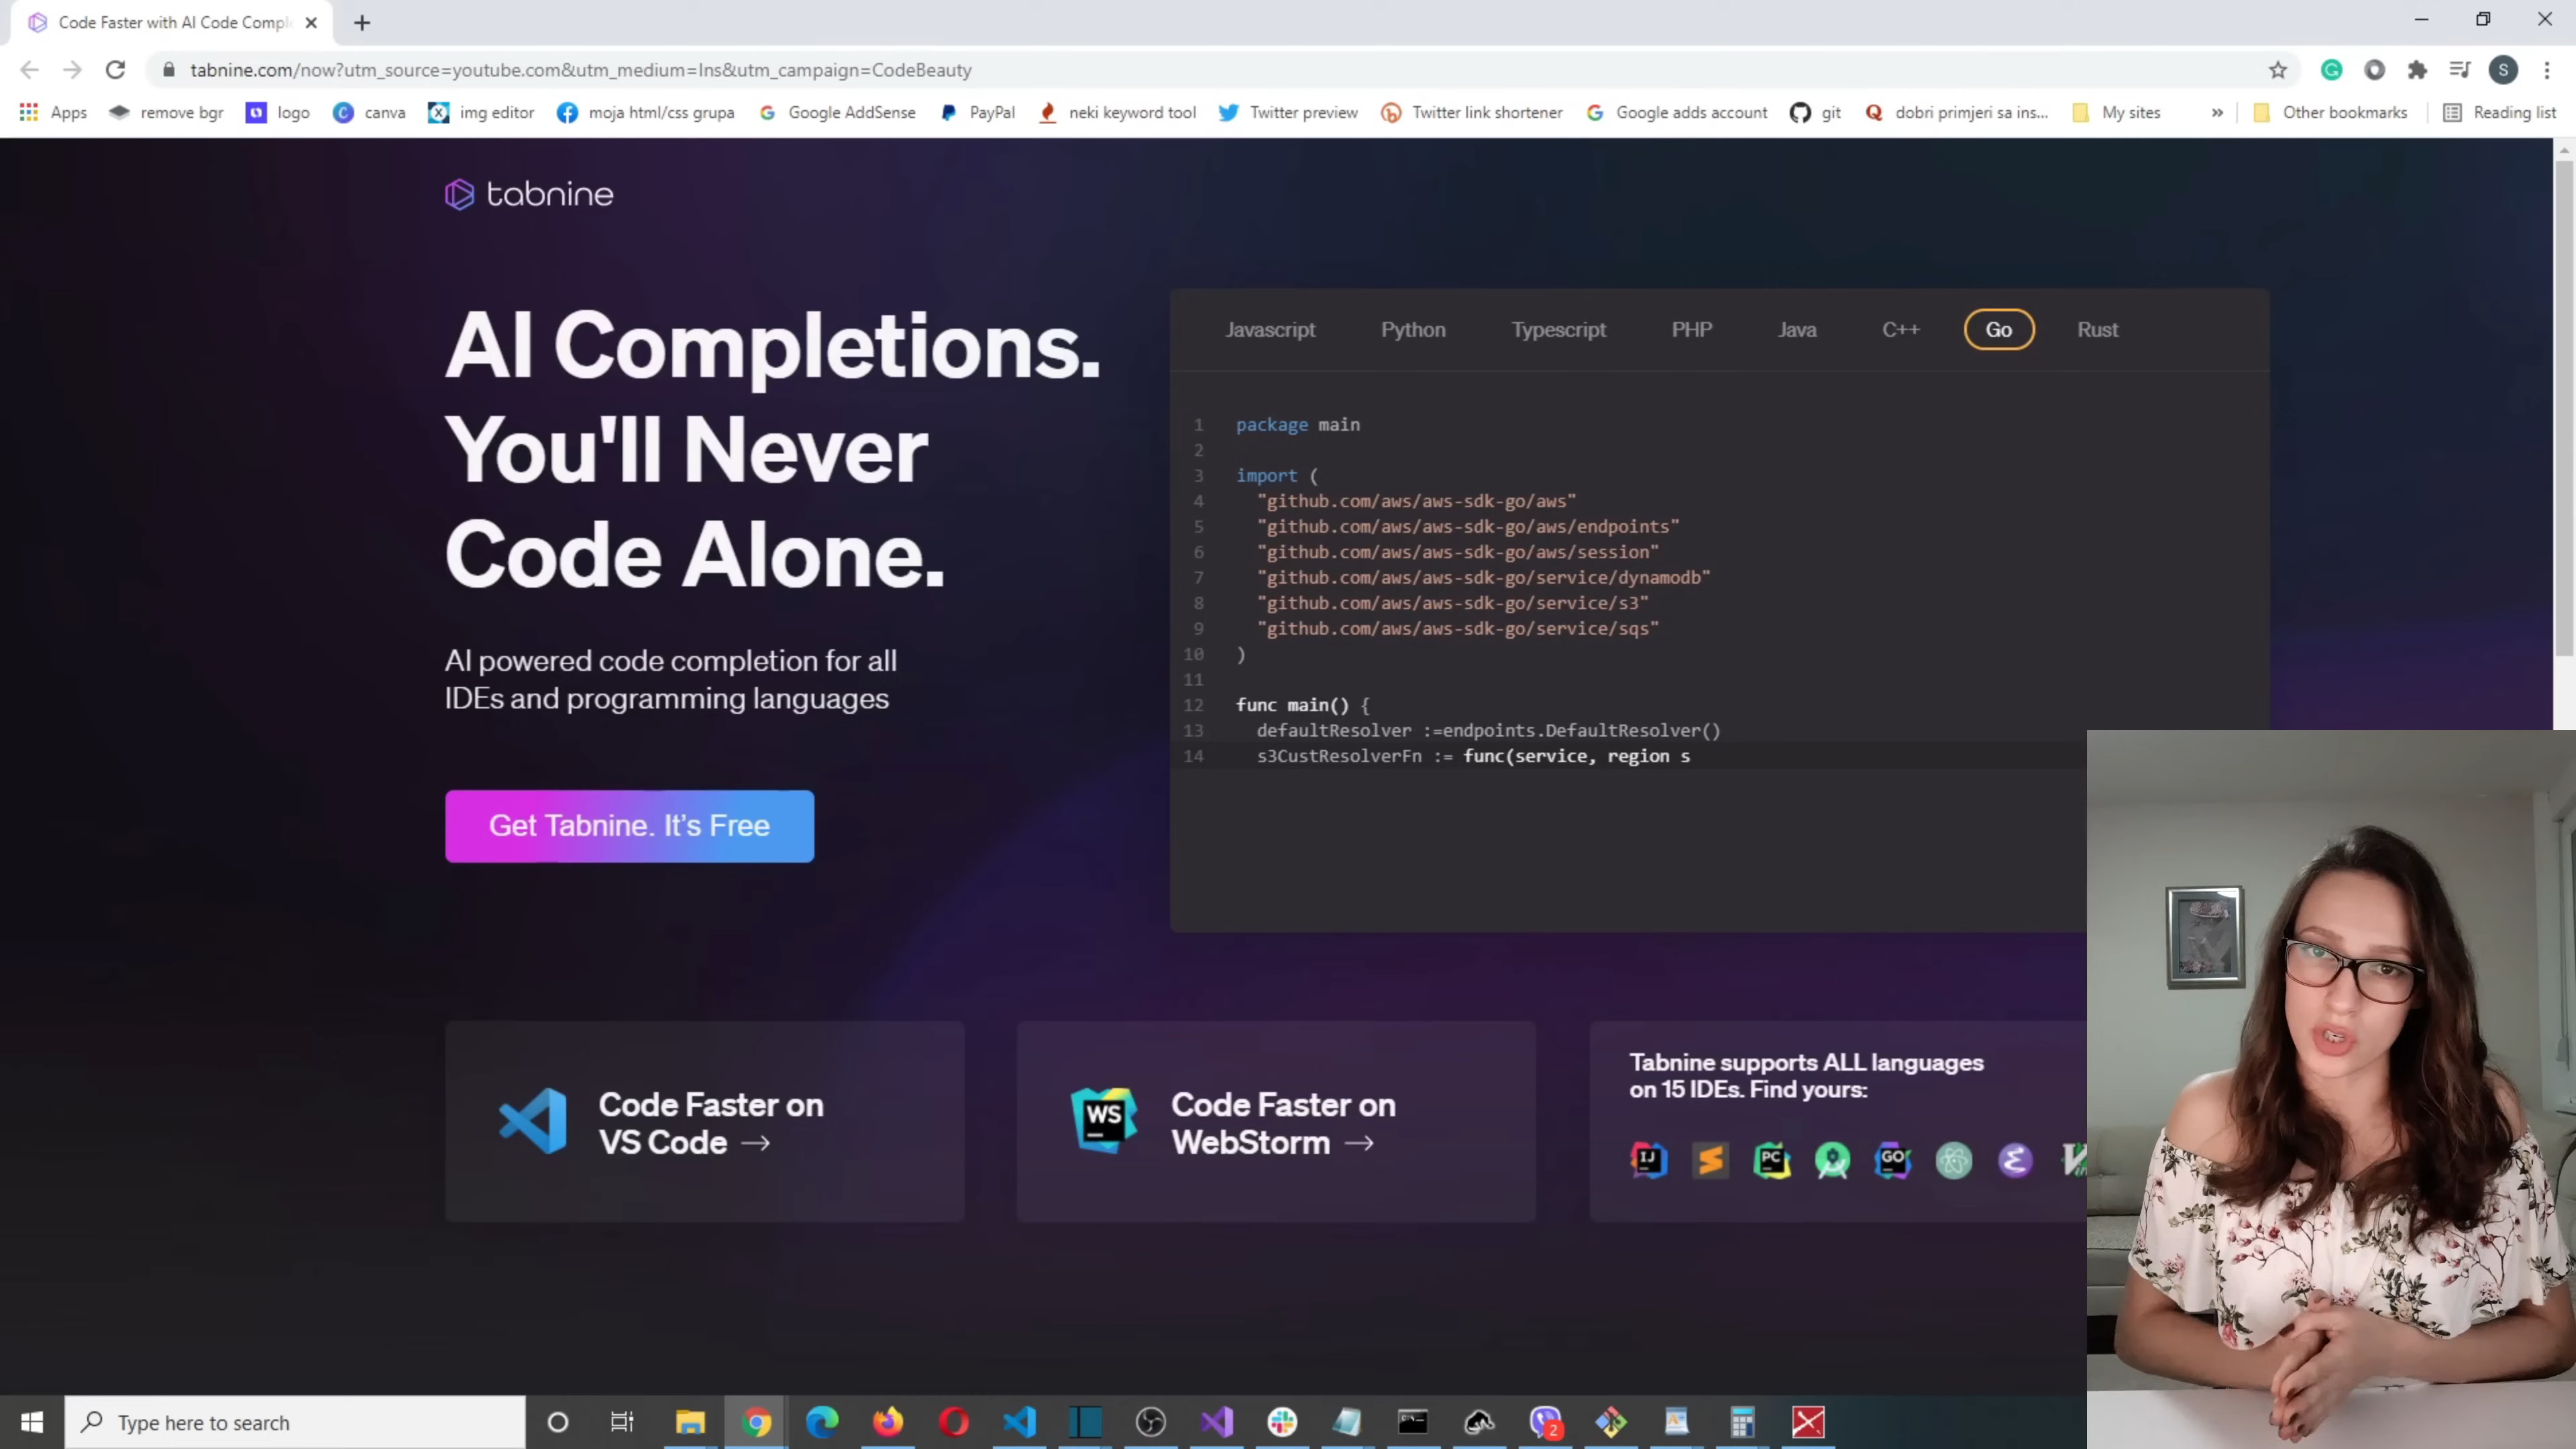 Code Faster with AI Code Compl
tabnine.com/now?utm_source=youtube.com&utm_medium=Ins&utm_campaign=CodeBeauty
S
Apps remove bgr logo canva img editor moja html/css grupa Google AddSense PayPal neki keyword tool Twitter preview Twitter link shortener Google adds account git dobri primjeri sa ins... My sites » Other bookmarks Reading list
tabnine
AI Completions.
You'll Never
Code Alone.
AI powered code completion for all
IDEs and programming languages
Get Tabnine. It's Free
Javascript Python Typescript PHP Java C++ Go Rust
1 package main
2
3 import (
4 "github.com/aws/aws-sdk-go/aws"
5 "github.com/aws/aws-sdk-go/aws/endpoints"
6 "github.com/aws/aws-sdk-go/aws/session"
7 "github.com/aws/aws-sdk-go/service/dynamodb"
8 "github.com/aws/aws-sdk-go/service/s3"
9 "github.com/aws/aws-sdk-go/service/sqs"
10 )
11
12 func main() {
13 defaultResolver :=endpoints.DefaultResolver()
14 s3CustResolverFn := func(service, region s
Code Faster on
VS Code →
WS
Code Faster on
WebStorm →
Tabnine supports ALL languages
on 15 IDEs. Find yours:
IJ PC GO
Type here to search
2